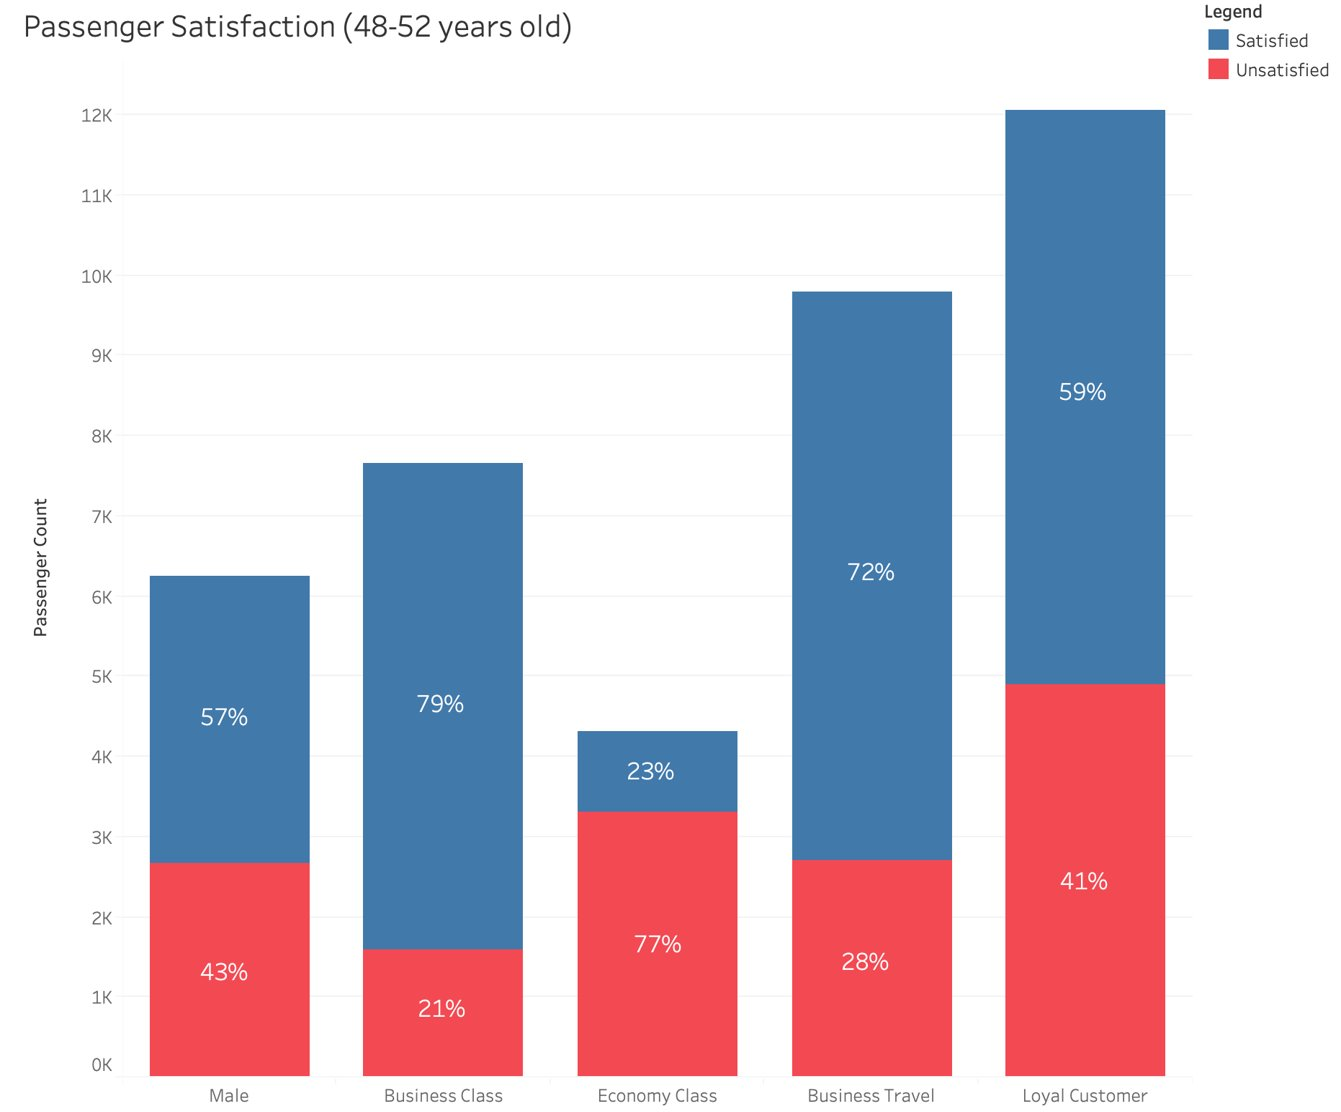 Passenger Satisfaction (48-52 years old)
Legend
Satisfied
Unsatisfied
Passenger Count
12K
11K
10K
9K
8K
7K
6K
5K
4K
3K
2K
1K
0K
57%
43%
79%
21%
23%
77%
72%
28%
59%
41%
Male
Business Class
Economy Class
Business Travel
Loyal Customer